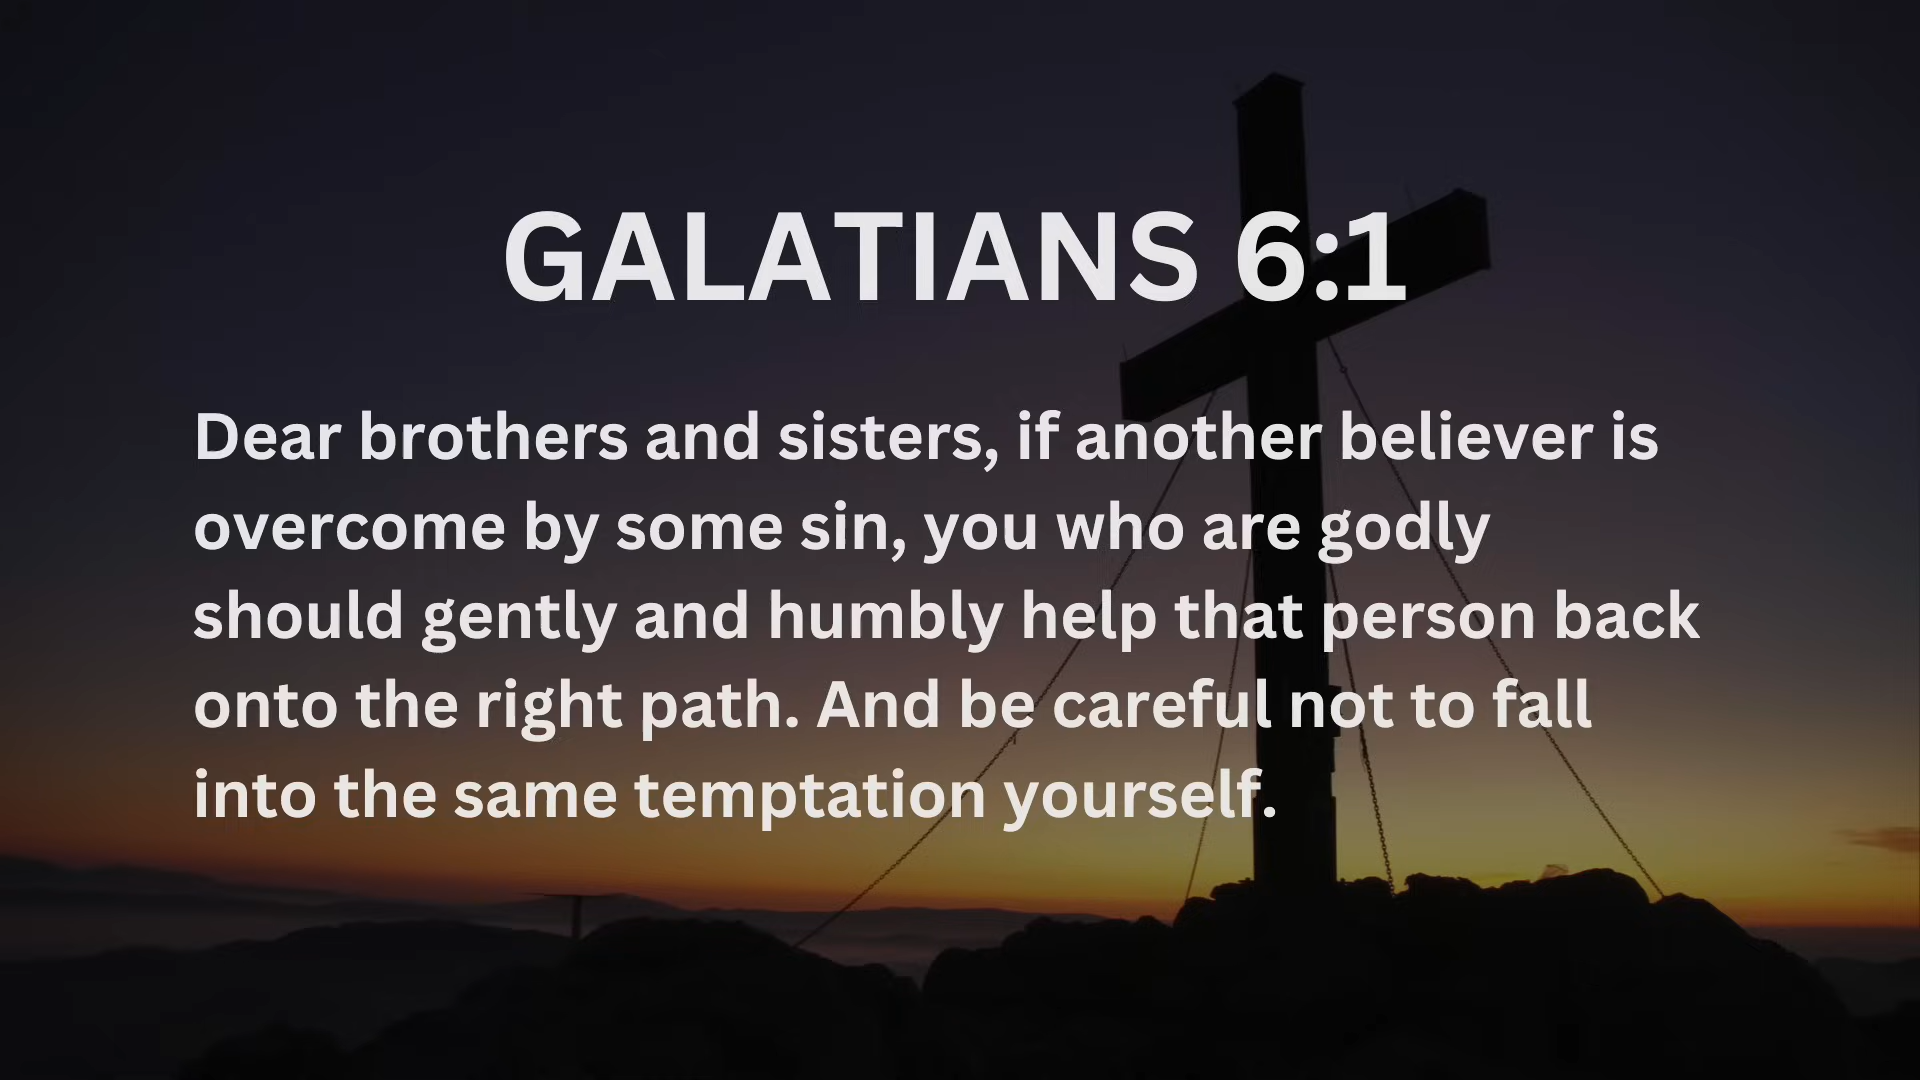 GALATIANS 6:1
Dear brothers and sisters, if another believer is
overcome by some sin, you who are godly
should gently and humbly help that person back
onto the right path. And be careful not to fall
into the same temptation yourself.